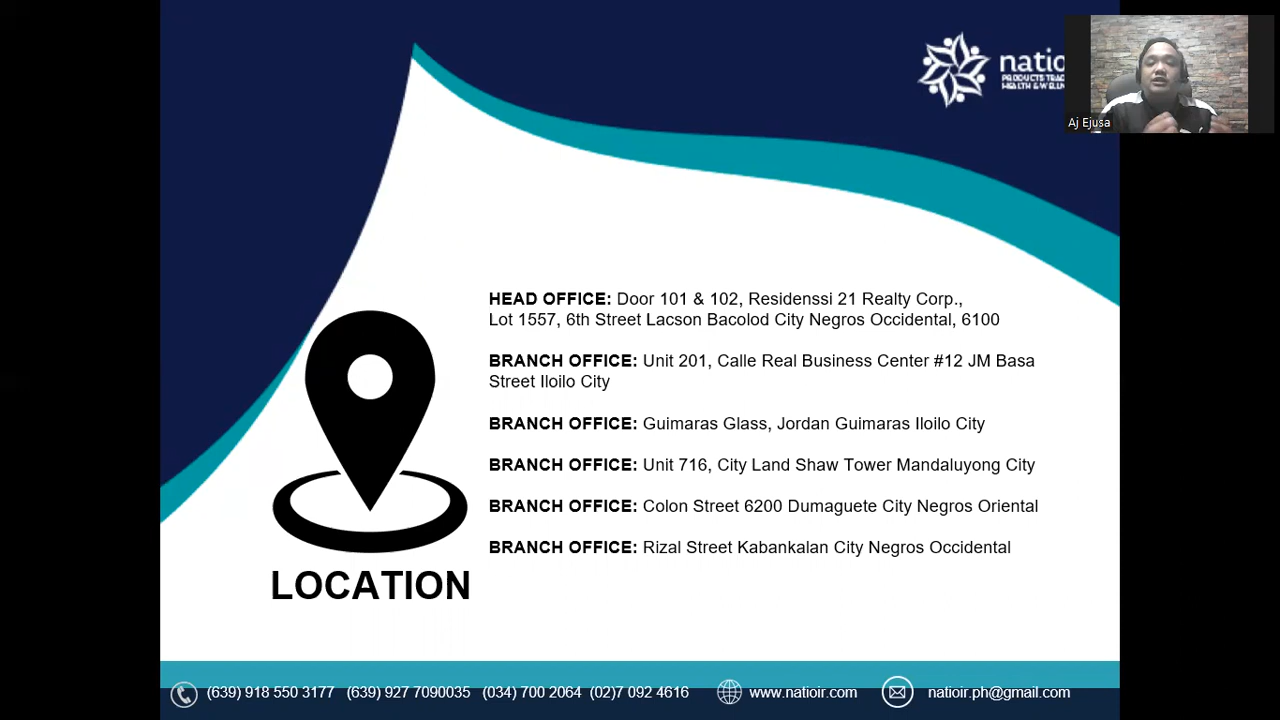 natio
PRODUCTS TRA
HEALTH & WELL
Aj Ejusa
HEAD OFFICE: Door 101 & 102, Residenssi 21 Realty Corp.,
Lot 1557, 6th Street Lacson Bacolod City Negros Occidental, 6100
BRANCH OFFICE: Unit 201, Calle Real Business Center #12 JM Basa
Street Iloilo City
BRANCH OFFICE: Guimaras Glass, Jordan Guimaras Iloilo City
BRANCH OFFICE: Unit 716, City Land Shaw Tower Mandaluyong City
BRANCH OFFICE: Colon Street 6200 Dumaguete City Negros Oriental
BRANCH OFFICE: Rizal Street Kabankalan City Negros Occidental
LOCATION
(639) 918 550 3177 (639) 927 7090035 (034) 700 2064 (02)7 092 4616 www.natioir.com natioir.ph@gmail.com